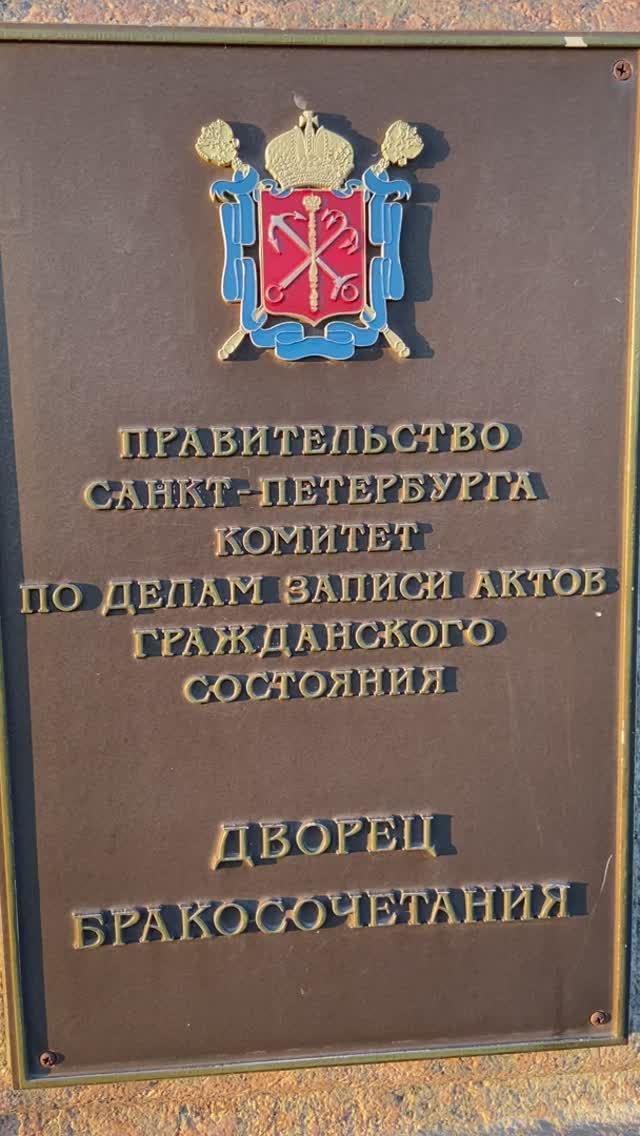 ПРАВИТЕЛЬСТВО
САНКТ-ПЕТЕРБУРГА
КОМИТЕТ
ПО ДЕЛАМ ЗАПИСИ АКТОВ
ГРАЖДАНСКОГО
СОСТОЯНИЯ
ДВОРЕЦ
БРАКОСОЧЕТАНИЯ